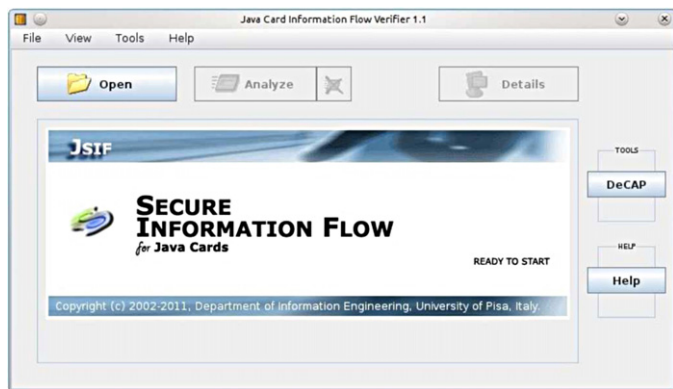 Java Card Information Flow Verifier 1.1
File View Tools Help
Open Analyze Details
JSIF
SECURE
INFORMATION FLOW
for Java Cards
READY TO START
Copyright (c) 2002-2011, Department of Information Engineering, University of Pisa, Italy.
TOOLS
DeCAP
HELP
Help